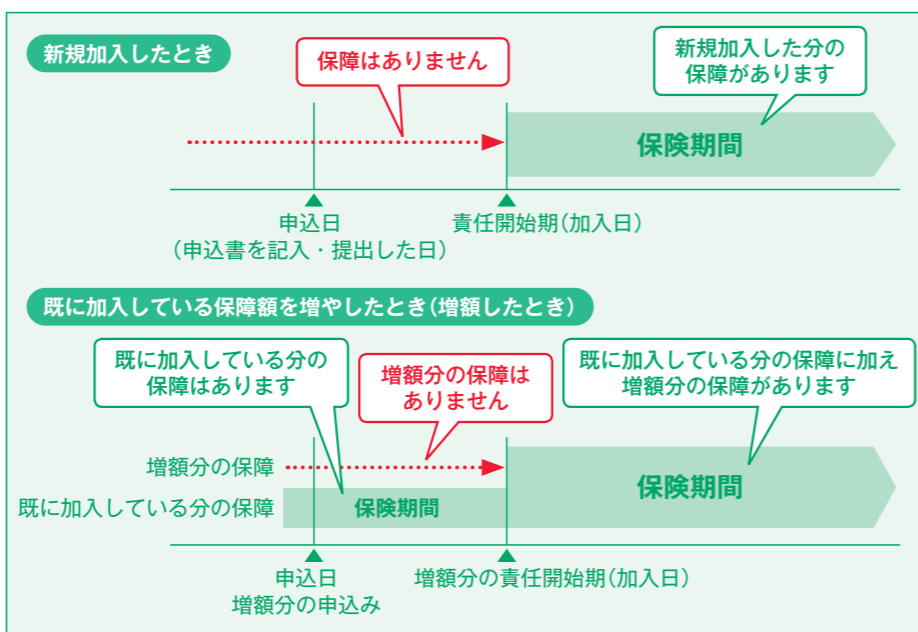 新規加入したとき
保障はありません
新規加入した分の
保障があります
保険期間
申込日
(申込書を記入・提出した日)
責任開始期(加入日)
既に加入している保障額を増やしたとき(増額したとき)
既に加入している分の
保障はあります
増額分の保障は
ありません
既に加入している分の保障に加え
増額分の保障があります
増額分の保障
既に加入している分の保障
保険期間
保険期間
申込日
増額分の申込み
増額分の責任開始期(加入日)